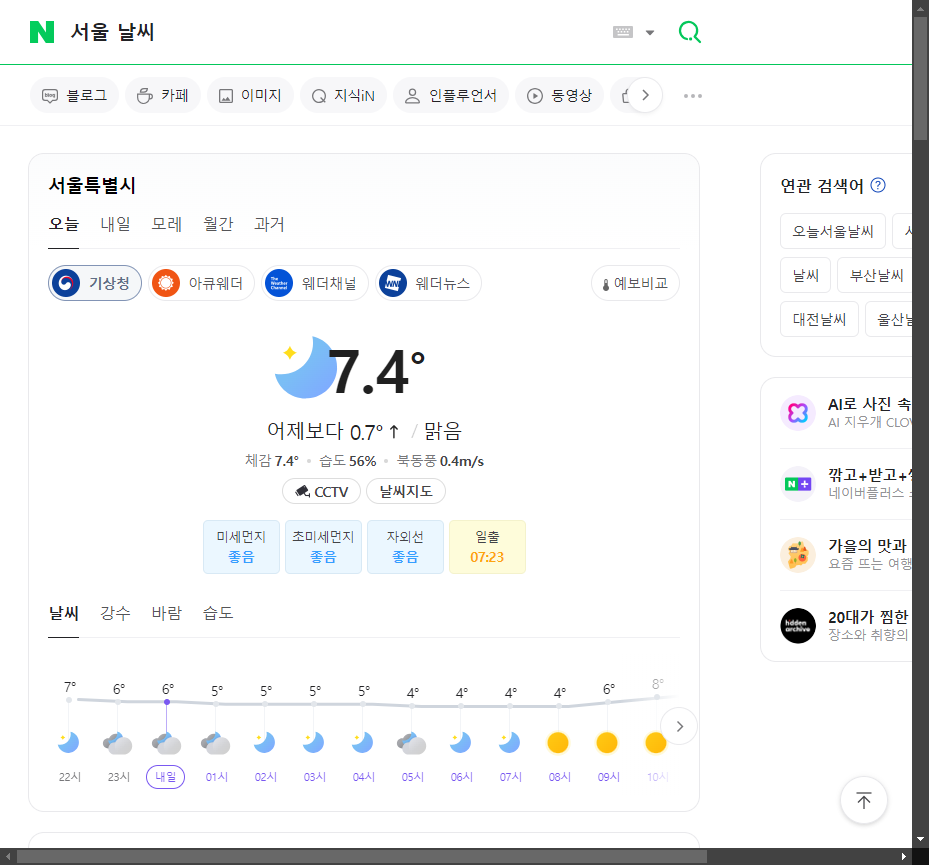 N 서울 날씨
블로그 카페 이미지 지식iN 인플루언서 동영상
서울특별시
오늘 내일 모레 월간 과거
기상청 아큐웨더 The Weather Channel 웨더채널 WN 웨더뉴스 예보비교
7.4°
어제보다 0.7° ↑ / 맑음
체감 7.4° • 습도 56% • 북동풍 0.4m/s
CCTV 날씨지도
미세먼지 초미세먼지 자외선 일출
좋음 좋음 좋음 07:23
날씨 강수 바람 습도
7° 6° 6° 5° 5° 5° 5° 4° 4° 4° 4° 6° 8°
22시 23시 내일 01시 02시 03시 04시 05시 06시 07시 08시 09시 10시
연관 검색어 ?
오늘서울날씨
날씨 부산날씨
대전날씨 울산날
AI로 사진 속
AI 지우개 CLOV
깎고+받고+
네이버플러스
가을의 맛과
요즘 뜨는 여행
hidden archive
20대가 찜한
장소와 취향의